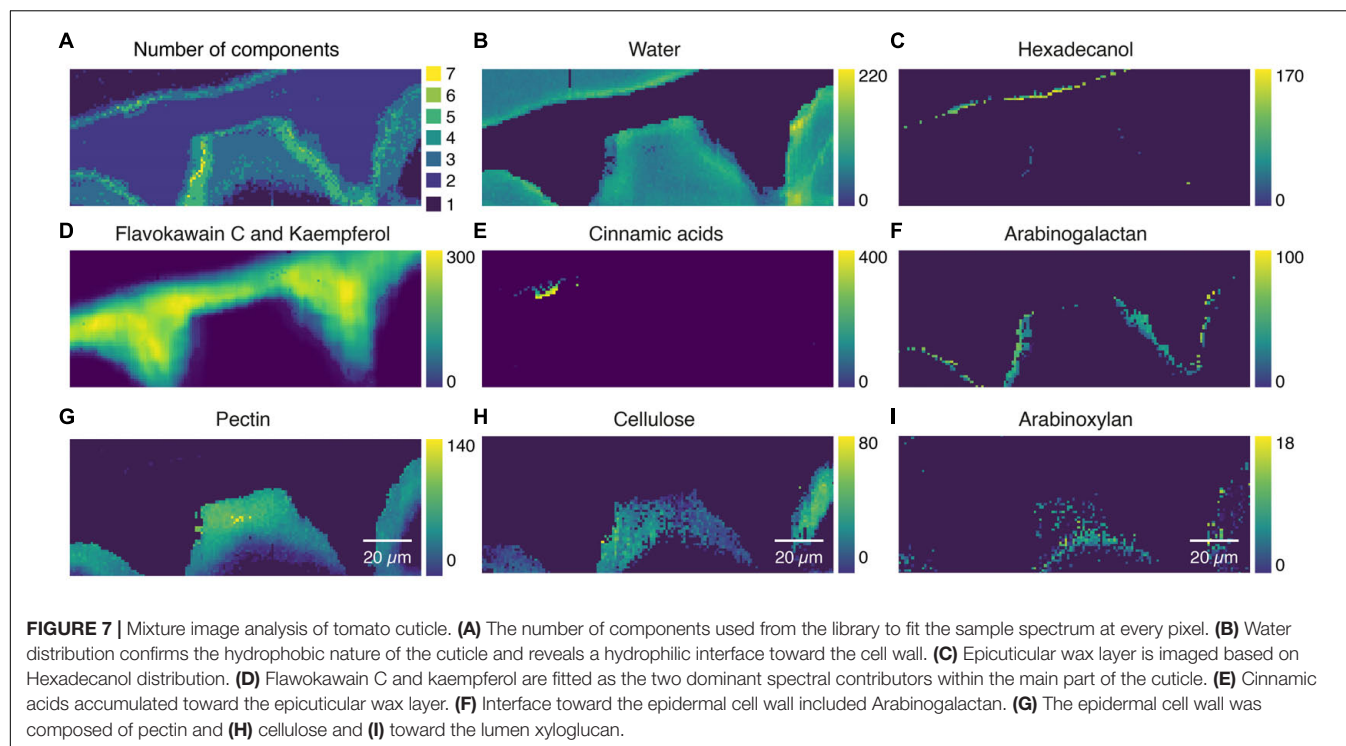 A Number of components
7
6
5
4
3
2
1
B Water
220
0
C Hexadecanol
170
0
D Flavokawain C and Kaempferol
300
0
E Cinnamic acids
400
0
F Arabinogalactan
100
0
G Pectin
140
0
20 µm
H Cellulose
80
0
20 µm
I Arabinoxylan
18
0
20 µm
FIGURE 7 | Mixture image analysis of tomato cuticle. (A) The number of components used from the library to fit the sample spectrum at every pixel. (B) Water
distribution confirms the hydrophobic nature of the cuticle and reveals a hydrophilic interface toward the cell wall. (C) Epicuticular wax layer is imaged based on
Hexadecanol distribution. (D) Flawokawain C and kaempferol are fitted as the two dominant spectral contributors within the main part of the cuticle. (E) Cinnamic
acids accumulated toward the epicuticular wax layer. (F) Interface toward the epidermal cell wall included Arabinogalactan. (G) The epidermal cell wall was
composed of pectin and (H) cellulose and (I) toward the lumen xyloglucan.